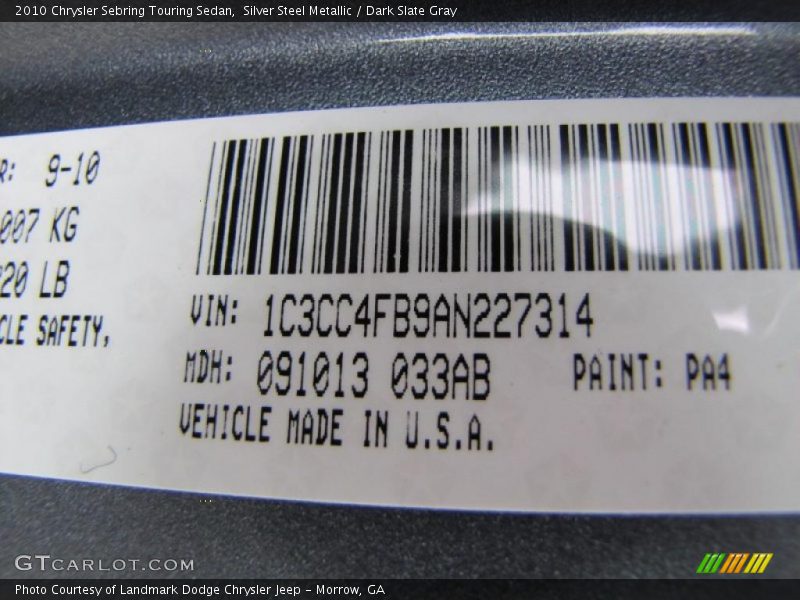 2010 Chrysler Sebring Touring Sedan, Silver Steel Metallic / Dark Slate Gray
9-10
007 KG
20 LB
SAFETY,
VIN: 1C3CC4FB9AN227314
MDH: 091013 033AB PAINT: PA4
VEHICLE MADE IN U.S.A.
GTCARLOT.COM
Photo Courtesy of Landmark Dodge Chrysler Jeep - Morrow, GA